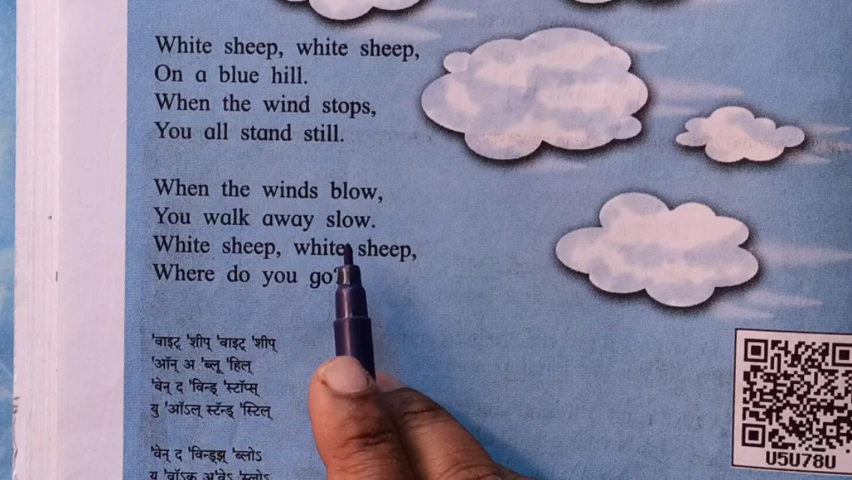 White sheep, white sheep,
On a blue hill.
When the wind stops,
You all stand still.
When the winds blow,
You walk away slow.
White sheep, white sheep,
Where do you go?
'वाइट् 'शीप् 'वाइट् 'शीप्
'ऑन् अ 'ब्लू 'हिल्
'वेन् द 'विन्ड् 'स्टॉप्स्
यु 'ऑऽल् स्टॅन्ड् 'स्टिल्
'वेन् द 'विन्ड्झ् 'ब्लोऽ
यु 'वॉऽक् अ'वेऽ 'स्लोऽ
U5U78U